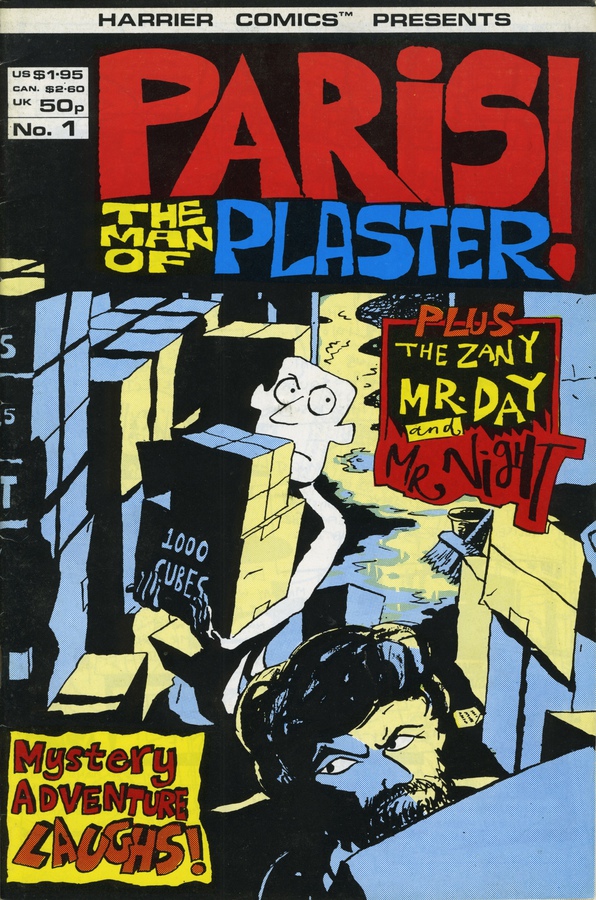 HARRIER COMICS™ PRESENTS
US $1·95
CAN. $2·60
UK 50p
No. 1
PARiS!
THE MAN OF PLASTER
PLUS
THE ZANY
MR·DAY
and
MR. NiGHT
S
5
T
1000
CUBES
Mystery
ADVENTURE
LAUGHS!